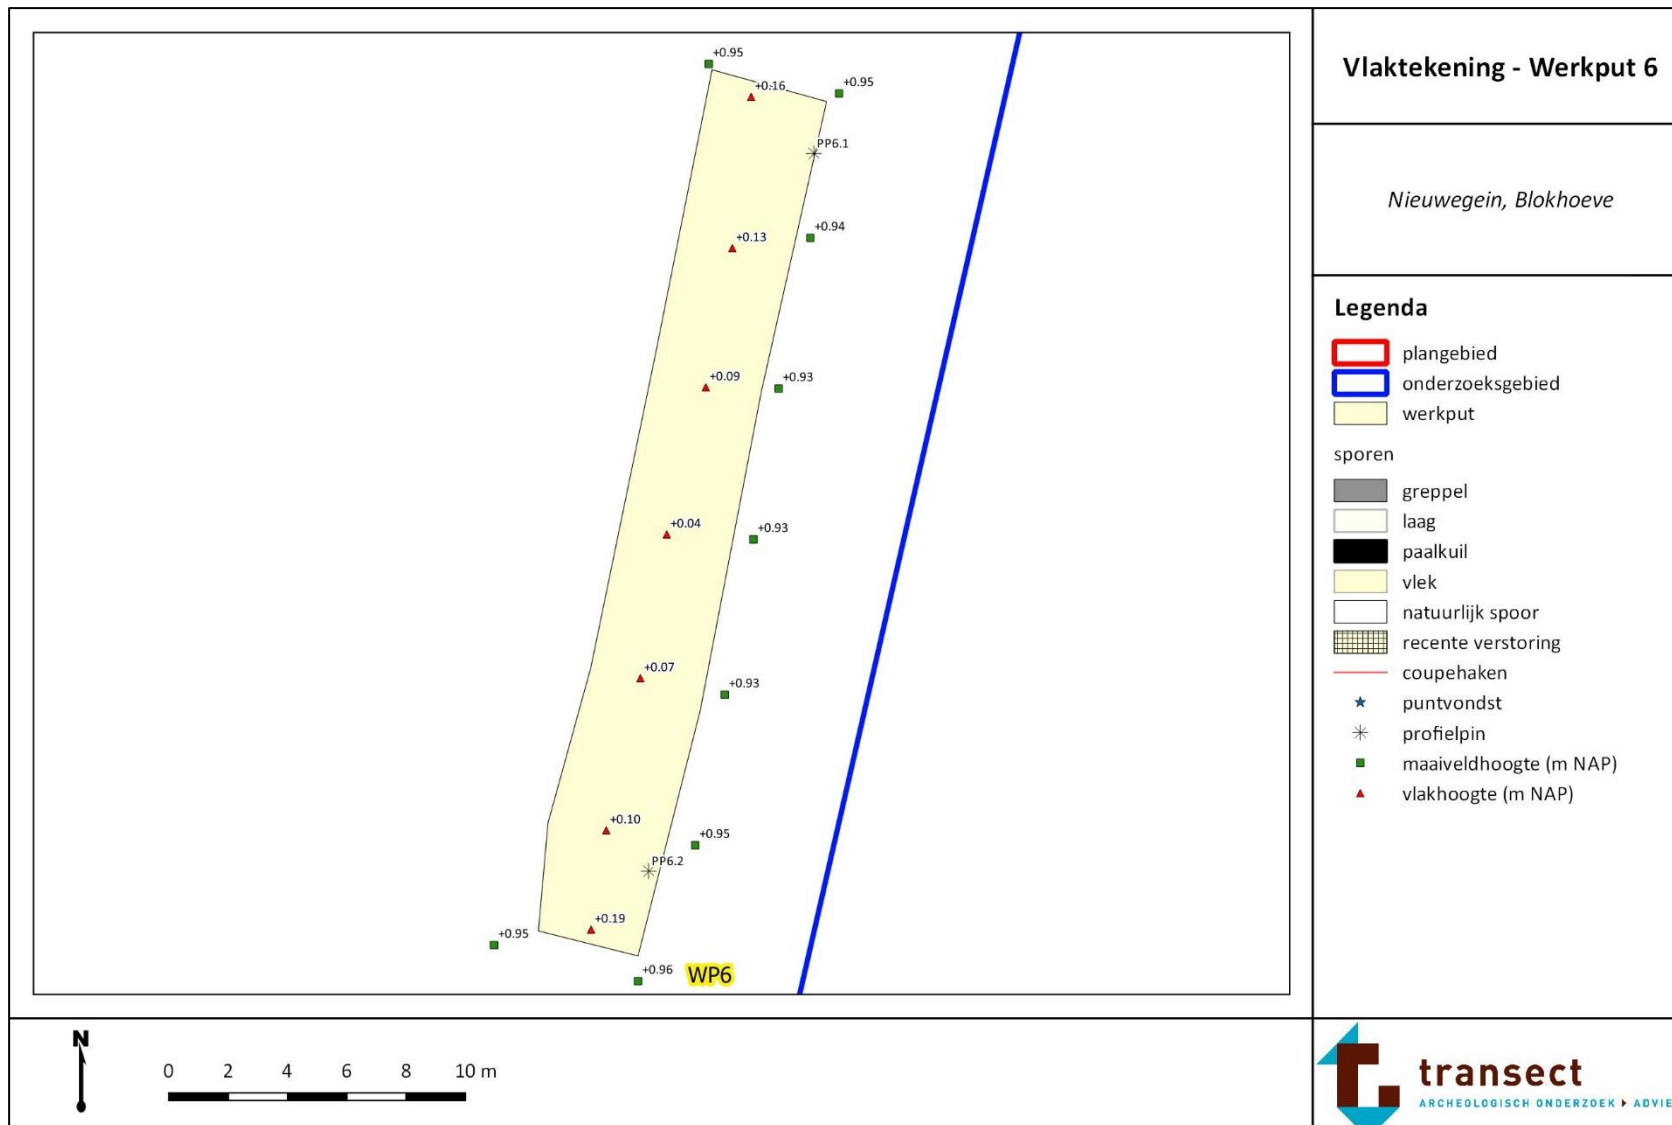 Vlaktekening - Werkput 6
Nieuwegein, Blokhoeve
+0.95
+0.16
+0.95
PP6.1
+0.13
+0.94
+0.09
+0.93
+0.04
+0.93
+0.07
+0.93
+0.10
+0.95
PP6.2
+0.19
+0.95
+0.96
WP6
Legenda
plangebied
onderzoeksgebied
werkput
sporen
greppel
laag
paalkuil
vlek
natuurlijk spoor
recente verstoring
coupehaken
puntvondst
profielpin
maaiveldhoogte (m NAP)
vlakhoogte (m NAP)
N
0 2 4 6 8 10 m
transect
ARCHEOLOGISCH ONDERZOEK ADVIE